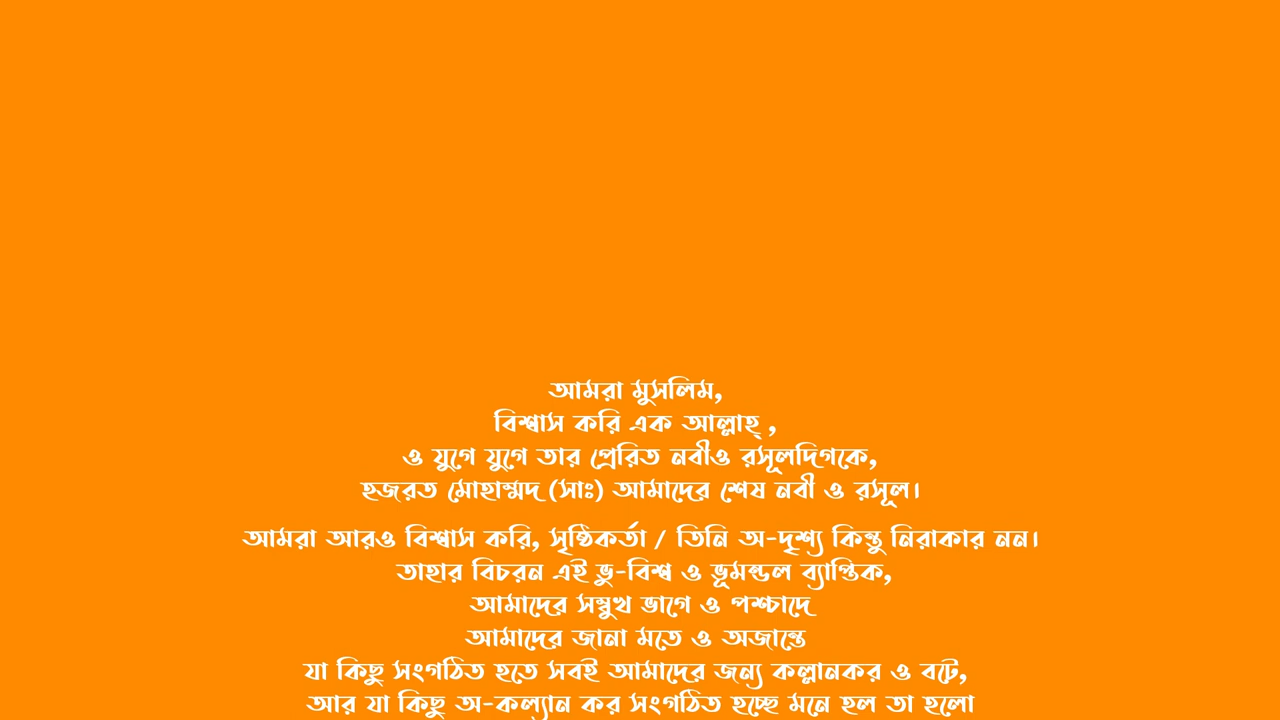 আমরা মুসলিম,
বিশ্বাস করি এক আল্লাহ্ ,
ও যুগে যুগে তার প্রেরিত নবীও রসূলদিগকে,
হজরত মোহাম্মদ (সাঃ) আমাদের শেষ নবী ও রসূল।
আমরা আরও বিশ্বাস করি, সৃষ্ঠিকর্তা / তিনি অ-দৃশ্য কিন্তু নিরাকার নন।
তাহার বিচরন এই ভু-বিশ্ব ও ভূমন্ডল ব্যাপ্তিক,
আমাদের সম্বুখ ভাগে ও পশ্চাদে
আমাদের জানা মতে ও অজান্তে
যা কিছু সংগঠিত হতে সবই আমাদের জন্য কল্লানকর ও বটে,
আর যা কিছু অ-কল্যান কর সংগঠিত হচ্ছে মনে হল তা হলো